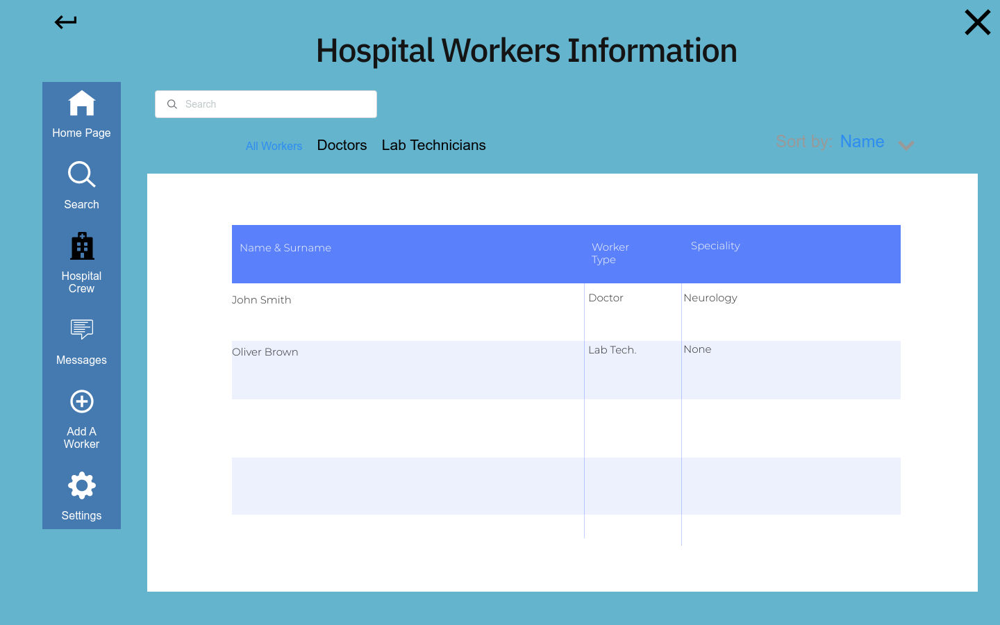 Hospital Workers Information
Search
All Workers Doctors Lab Technicians
Sort by: Name
Home Page
Search
Hospital
Crew
Messages
Add A
Worker
Settings
Name & Surname
Worker
Type
Speciality
John Smith
Doctor
Neurology
Oliver Brown
Lab Tech.
None